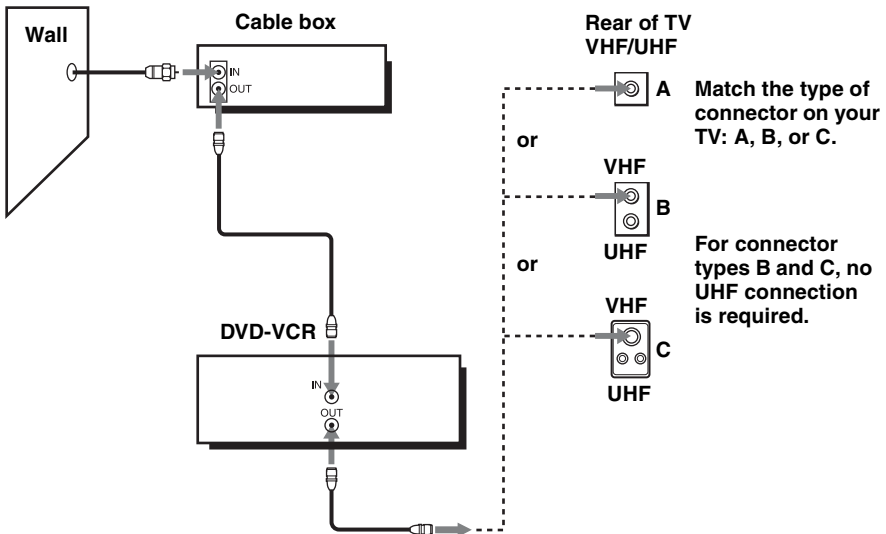 Wall
Cable box
IN
OUT
Rear of TV
VHF/UHF
A
Match the type of
connector on your
TV: A, B, or C.
or
VHF
B
UHF
or
For connector
types B and C, no
UHF connection
is required.
VHF
C
UHF
DVD-VCR
IN
OUT